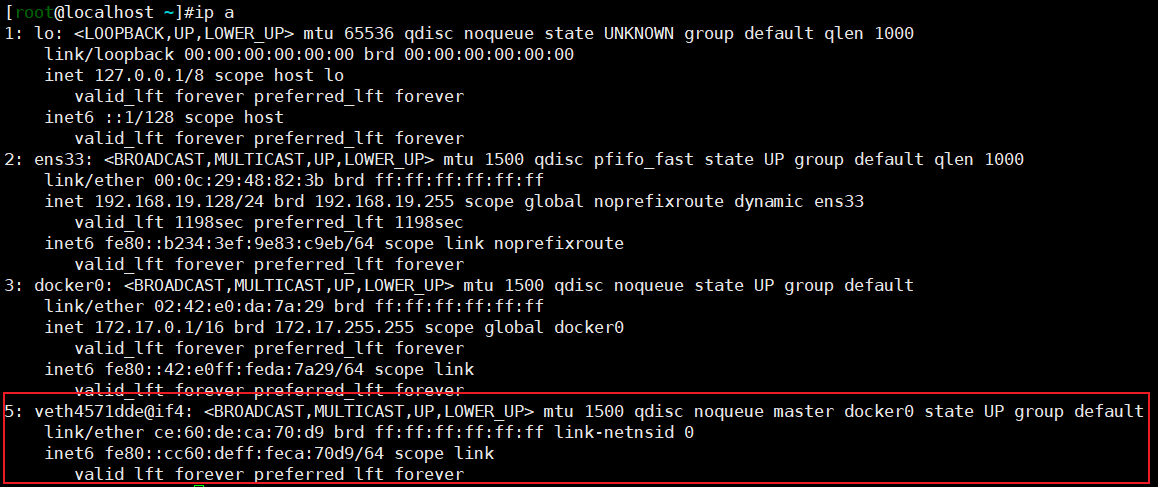 [root@localhost ~]#ip a
1: lo: <LOOPBACK,UP,LOWER_UP> mtu 65536 qdisc noqueue state UNKNOWN group default qlen 1000
    link/loopback 00:00:00:00:00:00 brd 00:00:00:00:00:00
    inet 127.0.0.1/8 scope host lo
       valid_lft forever preferred_lft forever
    inet6 ::1/128 scope host
       valid_lft forever preferred_lft forever
2: ens33: <BROADCAST,MULTICAST,UP,LOWER_UP> mtu 1500 qdisc pfifo_fast state UP group default qlen 1000
    link/ether 00:0c:29:48:82:3b brd ff:ff:ff:ff:ff:ff
    inet 192.168.19.128/24 brd 192.168.19.255 scope global noprefixroute dynamic ens33
       valid_lft 1198sec preferred_lft 1198sec
    inet6 fe80::b234:3ef:9e83:c9eb/64 scope link noprefixroute
       valid_lft forever preferred_lft forever
3: docker0: <BROADCAST,MULTICAST,UP,LOWER_UP> mtu 1500 qdisc noqueue state UP group default
    link/ether 02:42:e0:da:7a:29 brd ff:ff:ff:ff:ff:ff
    inet 172.17.0.1/16 brd 172.17.255.255 scope global docker0
       valid_lft forever preferred_lft forever
    inet6 fe80::42:e0ff:feda:7a29/64 scope link
       valid_lft forever preferred_lft forever
5: veth4571dde@if4: <BROADCAST,MULTICAST,UP,LOWER_UP> mtu 1500 qdisc noqueue master docker0 state UP group default
    link/ether ce:60:de:ca:70:d9 brd ff:ff:ff:ff:ff:ff link-netnsid 0
    inet6 fe80::cc60:deff:feca:70d9/64 scope link
       valid_lft forever preferred_lft forever